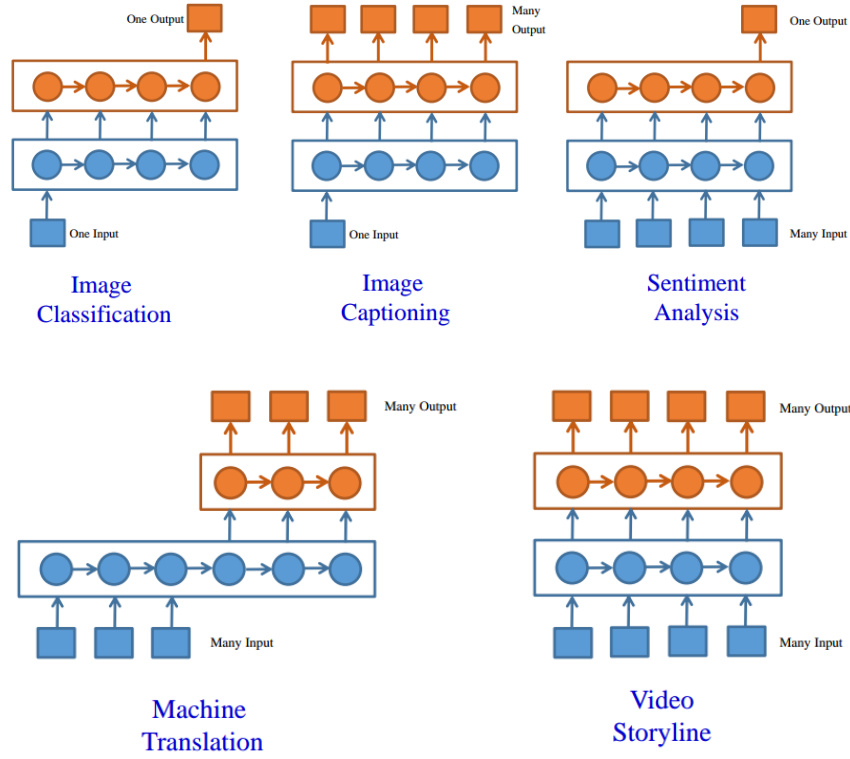 One Output
One Input
Image
Classification
Many
Output
One Input
Image
Captioning
One Output
Many Input
Sentiment
Analysis
Many Output
Many Input
Machine
Translation
Many Output
Many Input
Video
Storyline